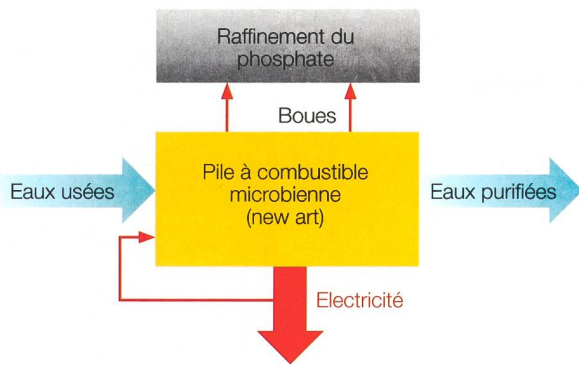 Raffinement du
phosphate
Boues
Eaux usées
Pile à combustible
microbienne
(new art)
Eaux purifiées
Electricité